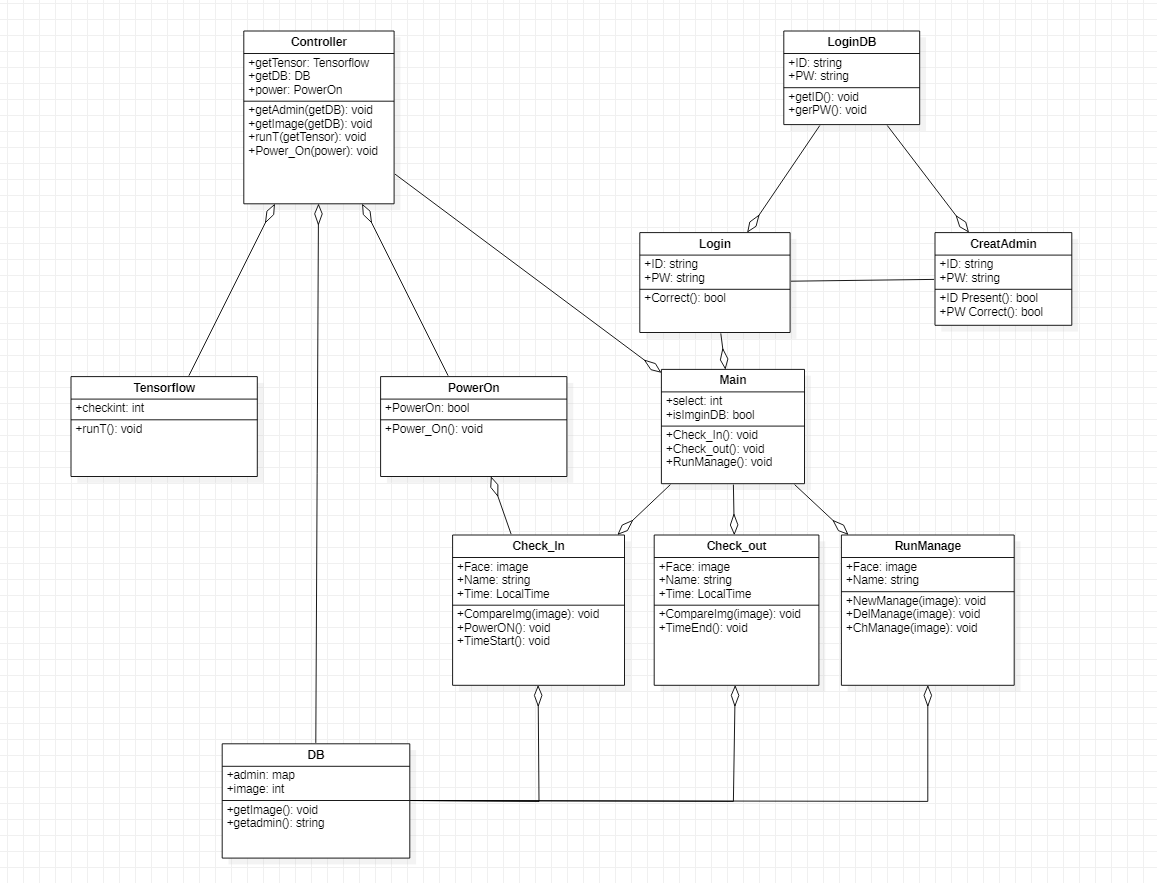 Controller
+getTensor: Tensorflow
+getDB: DB
+power: PowerOn
+getAdmin(getDB): void
+getImage(getDB): void
+runT(getTensor): void
+Power_On(power): void
LoginDB
+ID: string
+PW: string
+getID(): void
+gerPW(): void
Login
+ID: string
+PW: string
+Correct(): bool
CreatAdmin
+ID: string
+PW: string
+ID Present(): bool
+PW Correct(): bool
Tensorflow
+checkint: int
+runT(): void
PowerOn
+PowerOn: bool
+Power_On(): void
Main
+select: int
+isImginDB: bool
+Check_In(): void
+Check_out(): void
+RunManage(): void
Check_In
+Face: image
+Name: string
+Time: LocalTime
+CompareImg(image): void
+PowerON(): void
+TimeStart(): void
Check_out
+Face: image
+Name: string
+Time: LocalTime
+CompareImg(image): void
+TimeEnd(): void
RunManage
+Face: image
+Name: string
+NewManage(image): void
+DelManage(image): void
+ChManage(image): void
DB
+admin: map
+image: int
+getImage(): void
+getadmin(): string